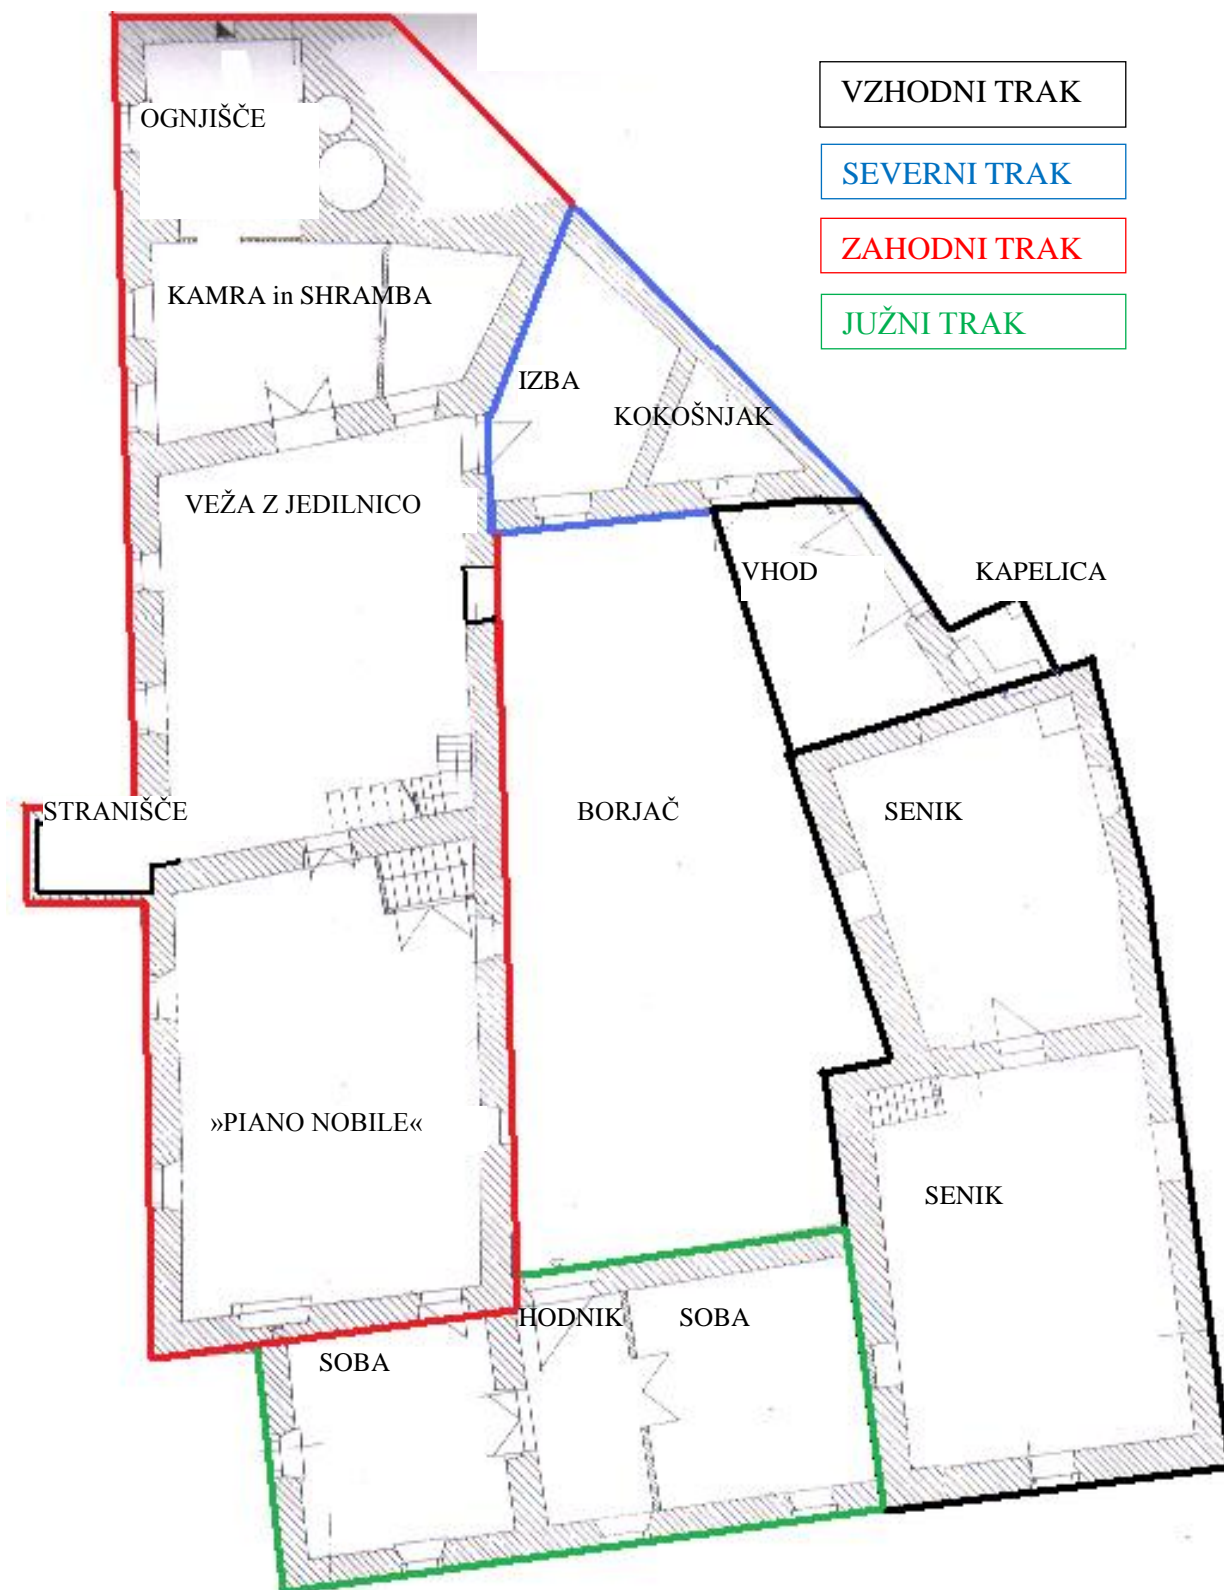 VZHODNI TRAK
OGNJIŠČE
SEVERNI TRAK
ZAHODNI TRAK
KAMRA in SHRAMBA
JUŽNI TRAK
IZBA
KOKOŠNJAK
VEŽA Z JEDILNICO
VHOD
KAPELICA
STRANIŠČE
BORJAČ
SENIK
»PIANO NOBILE«
SENIK
HODNIK
SOBA
SOBA